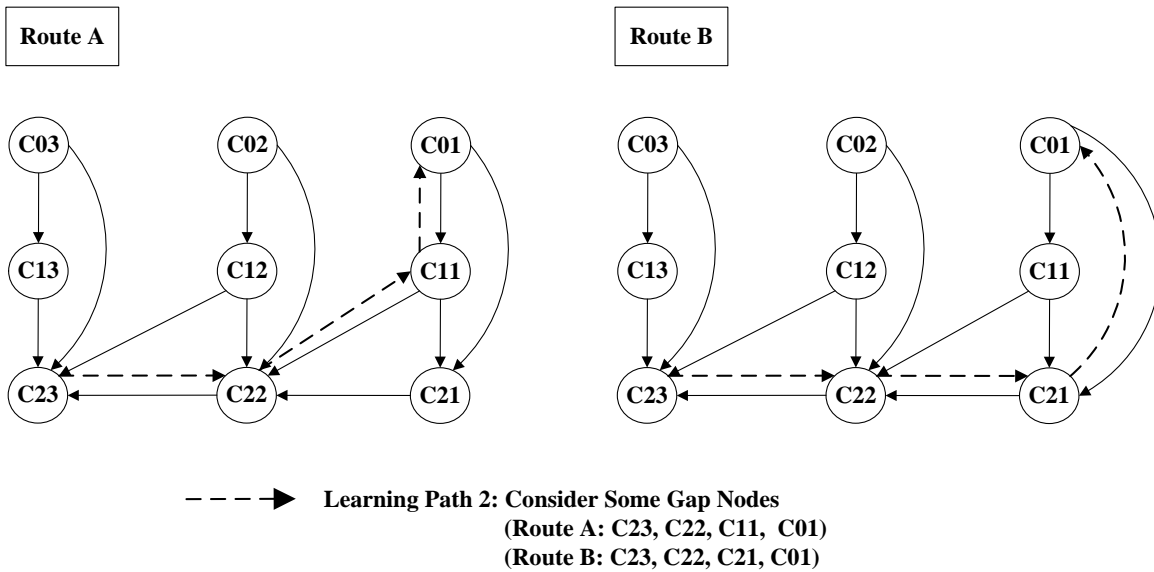 Route A
Route B
C03
C02
C01
C03
C02
C01
C13
C12
C11
C13
C12
C11
C23
C22
C21
C23
C22
C21
Learning Path 2: Consider Some Gap Nodes
(Route A: C23, C22, C11, C01)
(Route B: C23, C22, C21, C01)